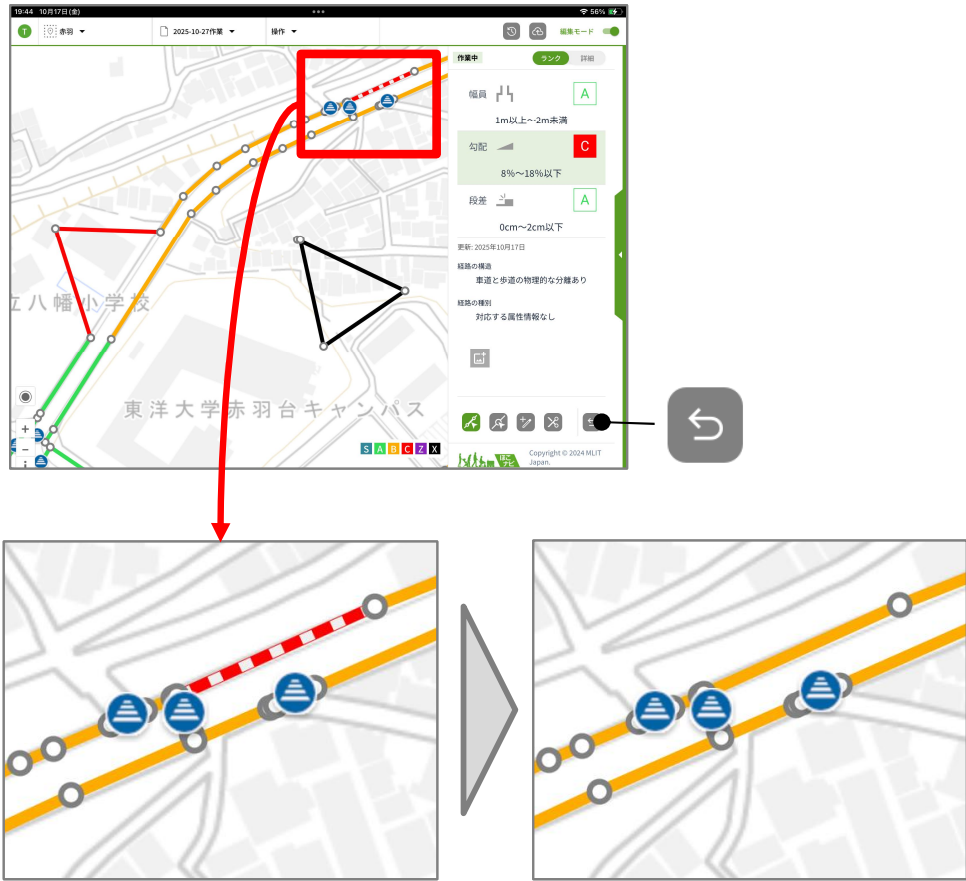 19:44 10月17日(金)
56%
T
赤羽
2025-10-27作業
操作
編集モード
作業中
ランク
詳細
幅員
A
1m以上～2m未満
勾配
C
8%～18%以下
段差
A
0cm～2cm以下
更新: 2025年10月17日
経路の構造
車道と歩道の物理的な分離あり
経路の種別
対応する属性情報なし
立八幡小学校
東洋大学赤羽台キャンパス
+
−
S A B C Z X
ほこナビ
Copyright © 2024 MLIT
Japan.